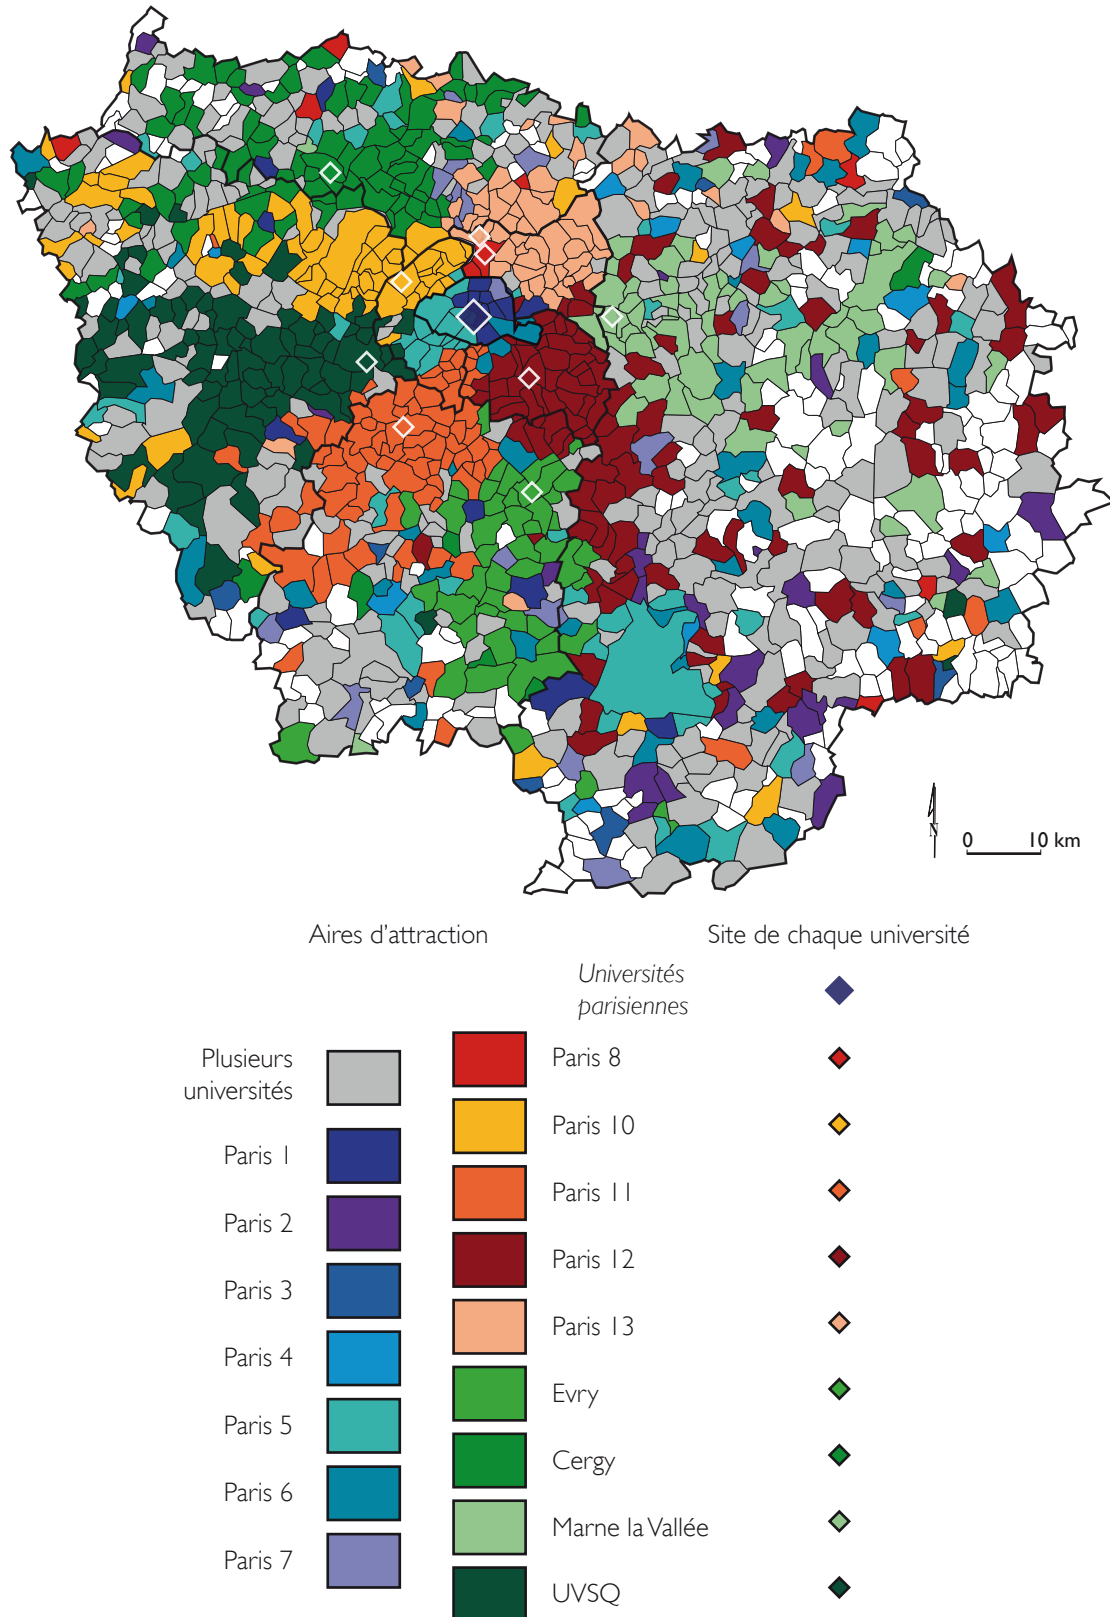 N
0 10 km
Aires d'attraction
Site de chaque université
Universités
parisiennes
Plusieurs
universités
Paris 1
Paris 2
Paris 3
Paris 4
Paris 5
Paris 6
Paris 7
Paris 8
Paris 10
Paris 11
Paris 12
Paris 13
Evry
Cergy
Marne la Vallée
UVSQ